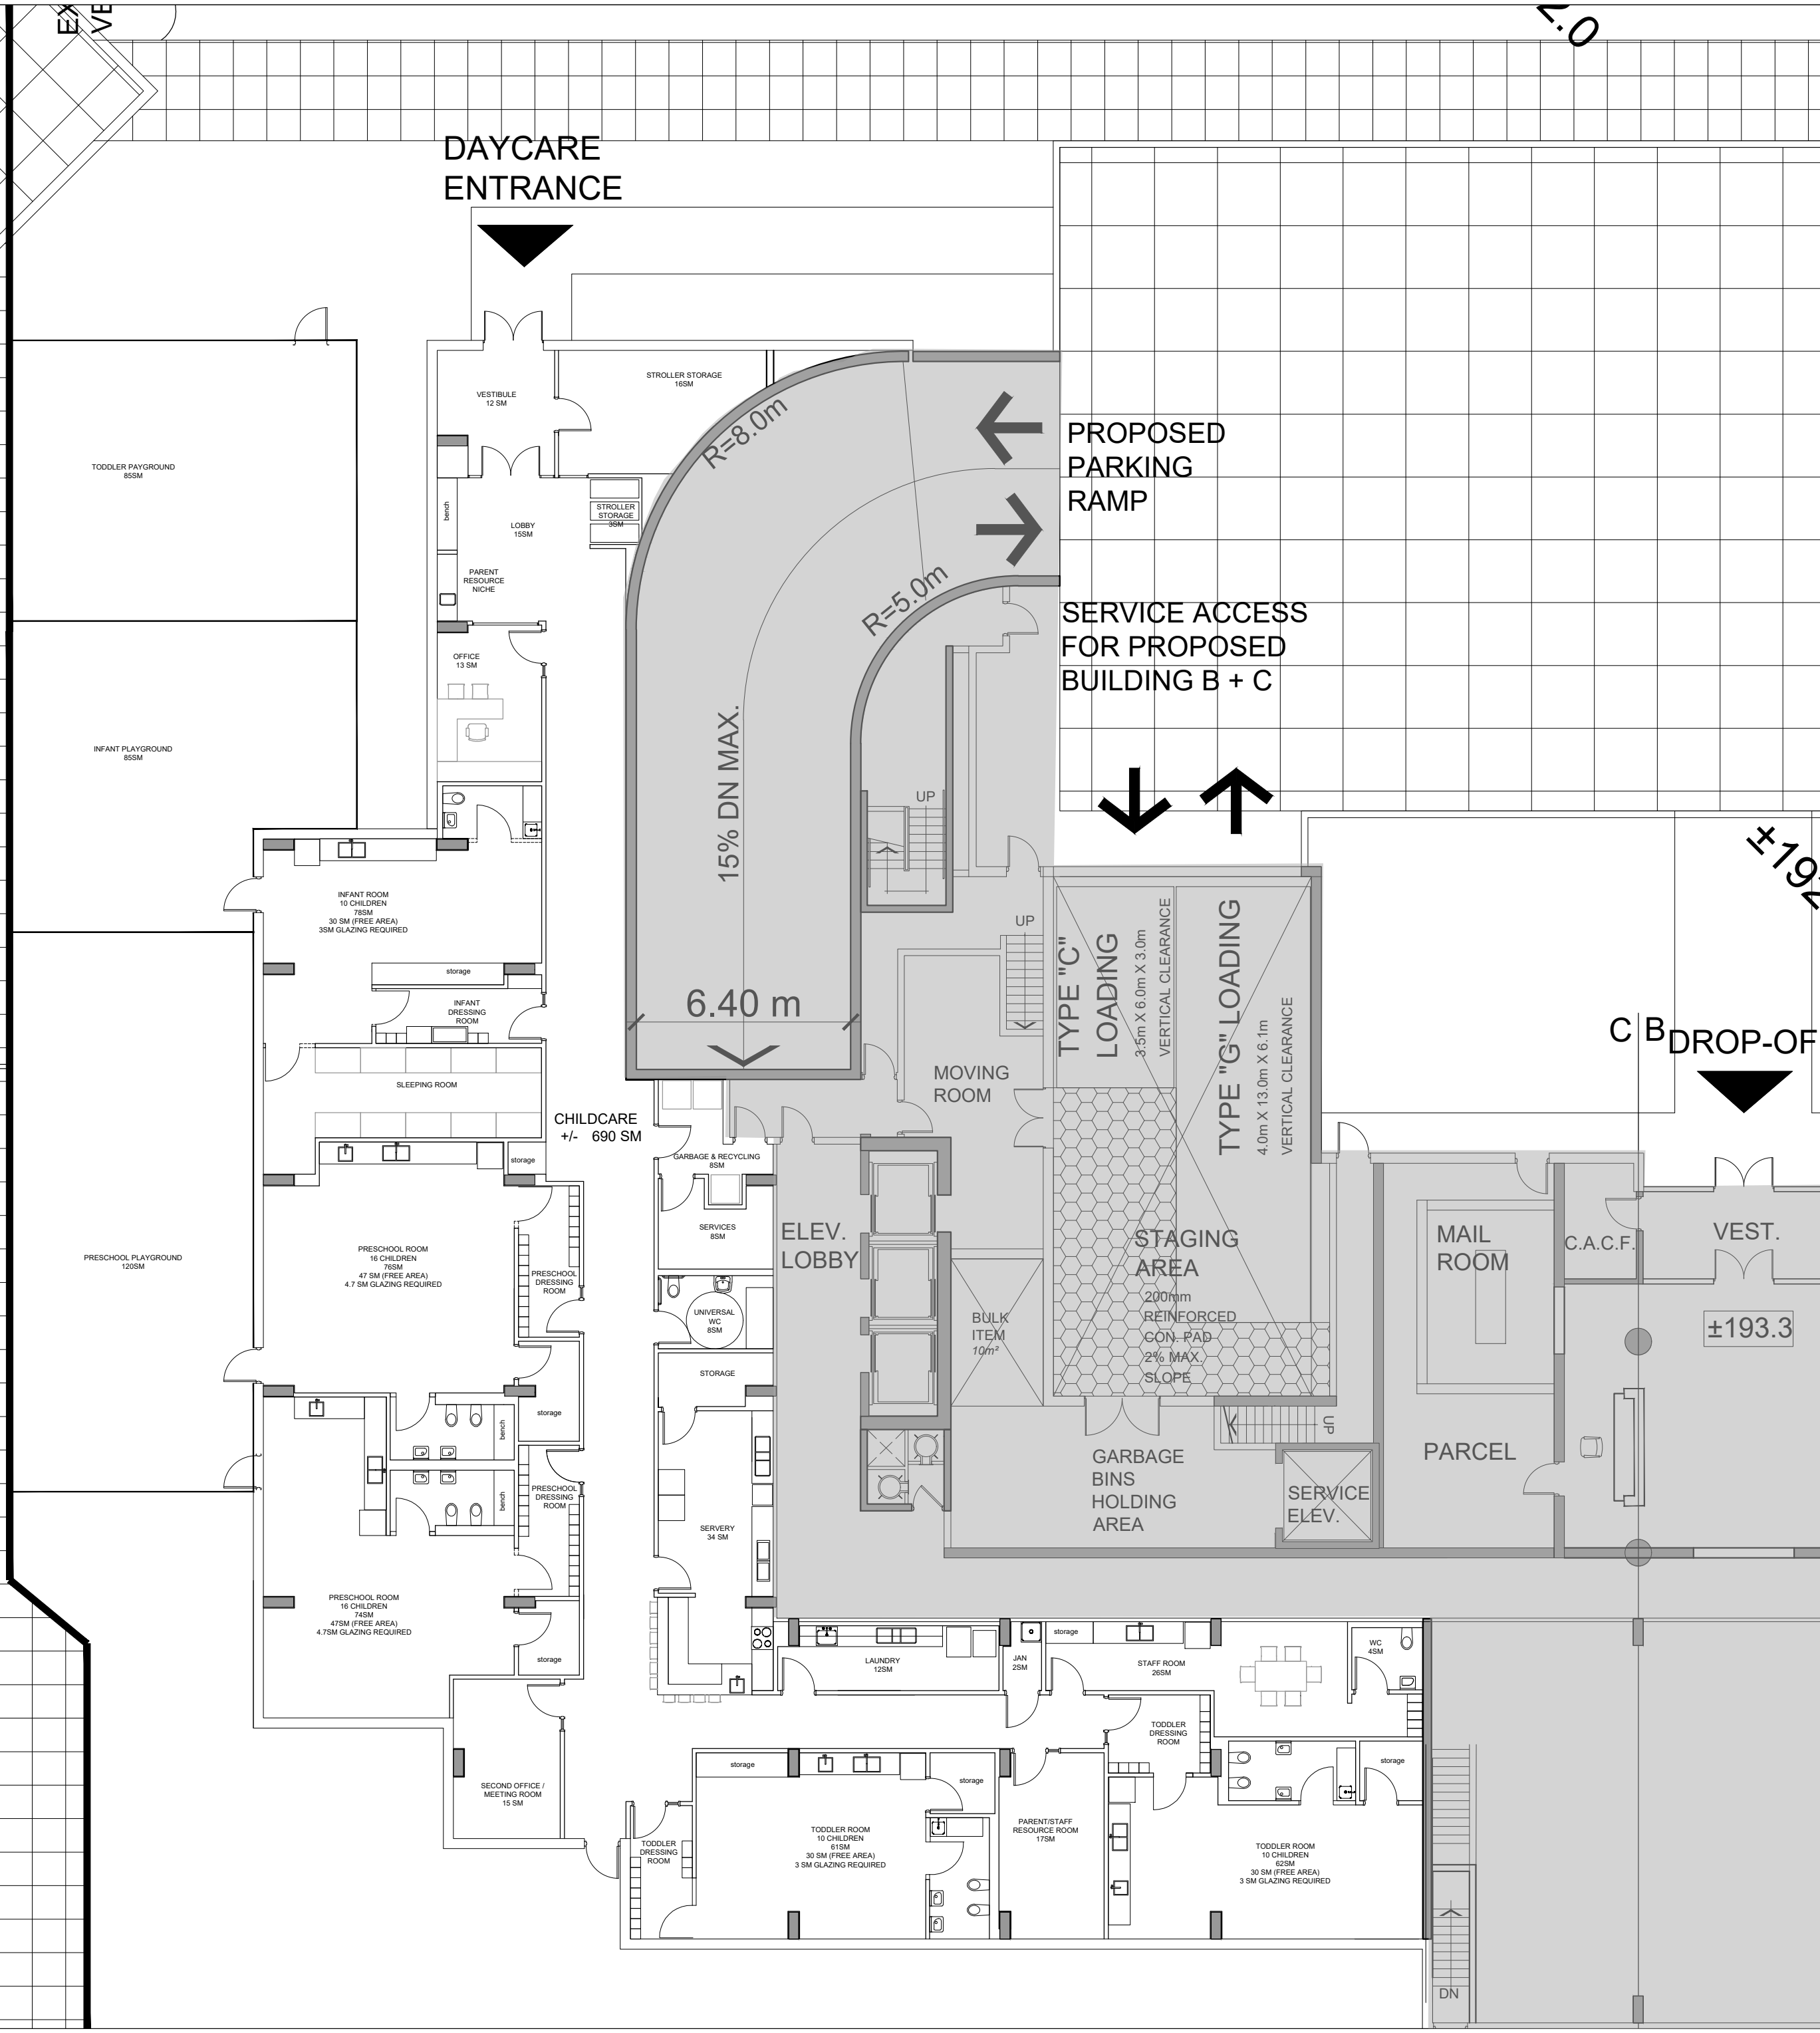 EX
VE
2.0
DAYCARE
ENTRANCE
VESTIBULE
12 SM
STROLLER STORAGE
16SM
TODDLER PAYGROUND
85SM
bench
LOBBY
15SM
STROLLER
STORAGE
3SM
PARENT
RESOURCE
NICHE
R=8.0m
R=5.0m
PROPOSED
PARKING
RAMP
SERVICE ACCESS
FOR PROPOSED
BUILDING B + C
OFFICE
13 SM
INFANT PLAYGROUND
85SM
15% DN MAX.
6.40 m
UP
UP
INFANT ROOM
10 CHILDREN
78SM
30 SM (FREE AREA)
3SM GLAZING REQUIRED
storage
INFANT
DRESSING
ROOM
SLEEPING ROOM
CHILDCARE
+/- 690 SM
storage
MOVING
ROOM
TYPE "C"
LOADING
3.5m X 6.0m X 3.0m
VERTICAL CLEARANCE
TYPE "G" LOADING
4.0m X 13.0m X 6.1m
VERTICAL CLEARANCE
±192
C B
DROP-OF
GARBAGE & RECYCLING
8SM
SERVICES
8SM
ELEV.
LOBBY
STAGING
AREA
200mm
REINFORCED
CON. PAD
2% MAX.
SLOPE
MAIL
ROOM
C.A.C.F.
VEST.
±193.3
PRESCHOOL PLAYGROUND
120SM
PRESCHOOL ROOM
16 CHILDREN
76SM
47 SM (FREE AREA)
4.7 SM GLAZING REQUIRED
PRESCHOOL
DRESSING
ROOM
UNIVERSAL
WC
8SM
BULK
ITEM
10m²
STORAGE
storage
bench
bench
PRESCHOOL
DRESSING
ROOM
SERVERY
34 SM
GARBAGE
BINS
HOLDING
AREA
UP
SERVICE
ELEV.
PARCEL
PRESCHOOL ROOM
16 CHILDREN
74SM
47SM (FREE AREA)
4.7SM GLAZING REQUIRED
storage
LAUNDRY
12SM
JAN
2SM
storage
STAFF ROOM
26SM
WC
4SM
SECOND OFFICE /
MEETING ROOM
15 SM
storage
storage
TODDLER
DRESSING
ROOM
storage
TODDLER
DRESSING
ROOM
TODDLER ROOM
10 CHILDREN
61SM
30 SM (FREE AREA)
3 SM GLAZING REQUIRED
PARENT/STAFF
RESOURCE ROOM
17SM
TODDLER ROOM
10 CHILDREN
62SM
30 SM (FREE AREA)
3 SM GLAZING REQUIRED
DN